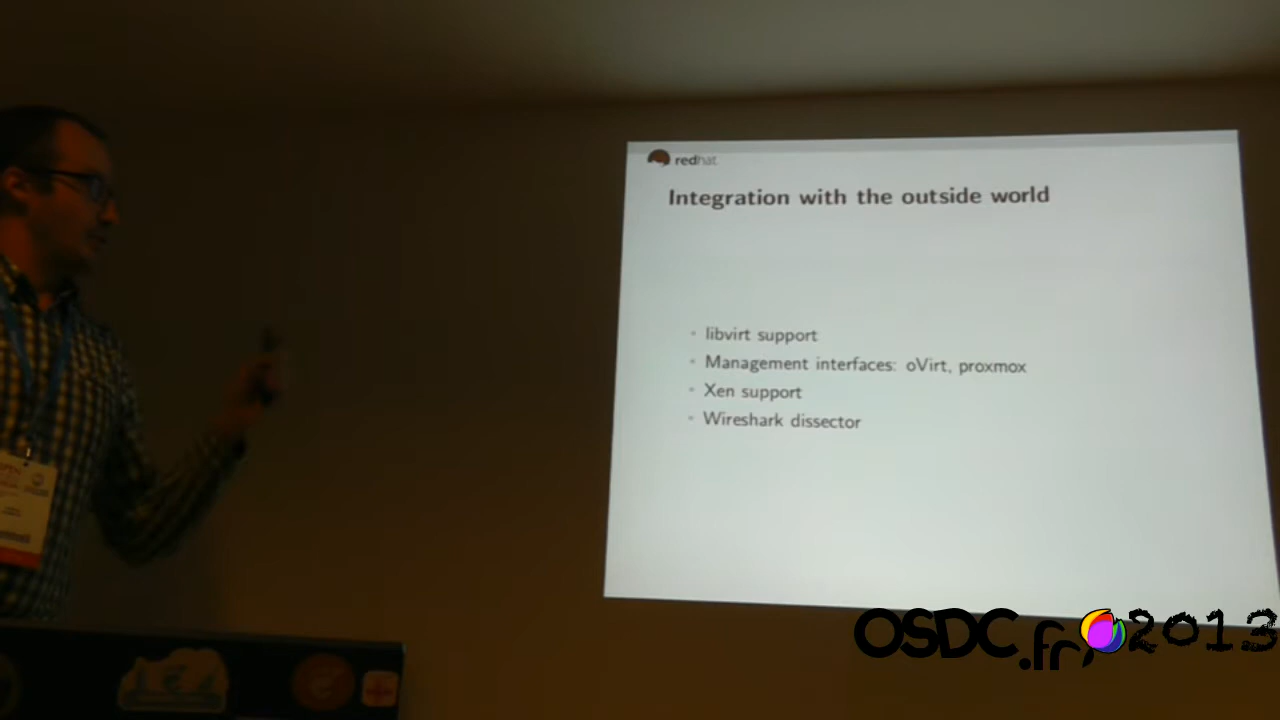 redhat
Integration with the outside world
libvirt support
Management interfaces: oVirt, proxmox
Xen support
Wireshark dissector
OSDC.fr 2013